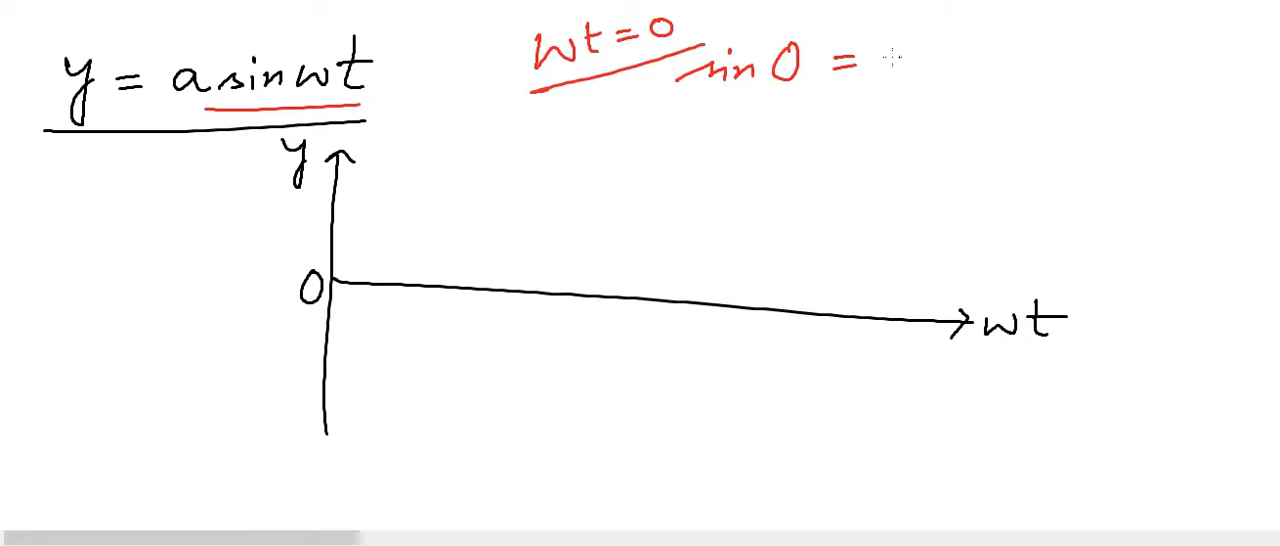 y = a sin wt
wt = 0
sin 0 =
y
0
wt